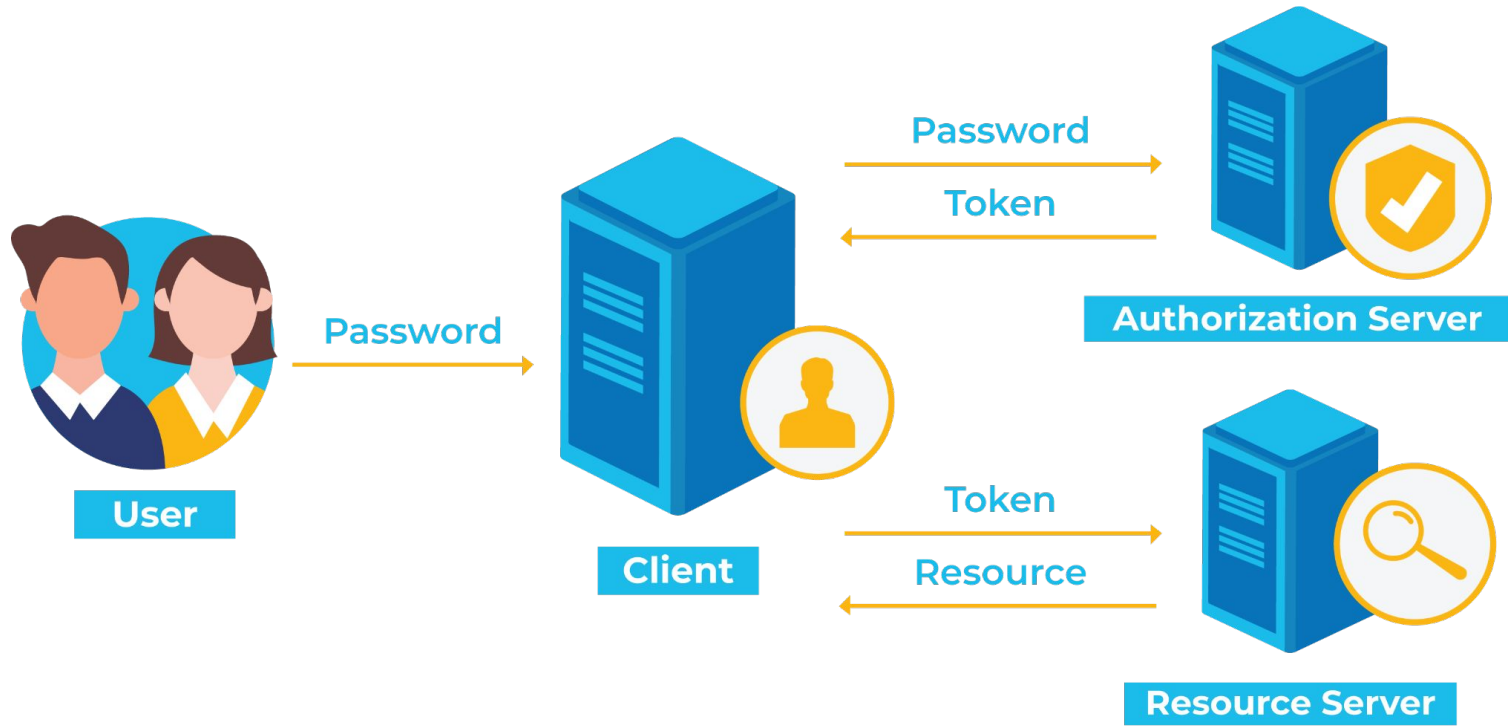 Password
Token
Authorization Server
Password
User
Client
Token
Resource
Resource Server